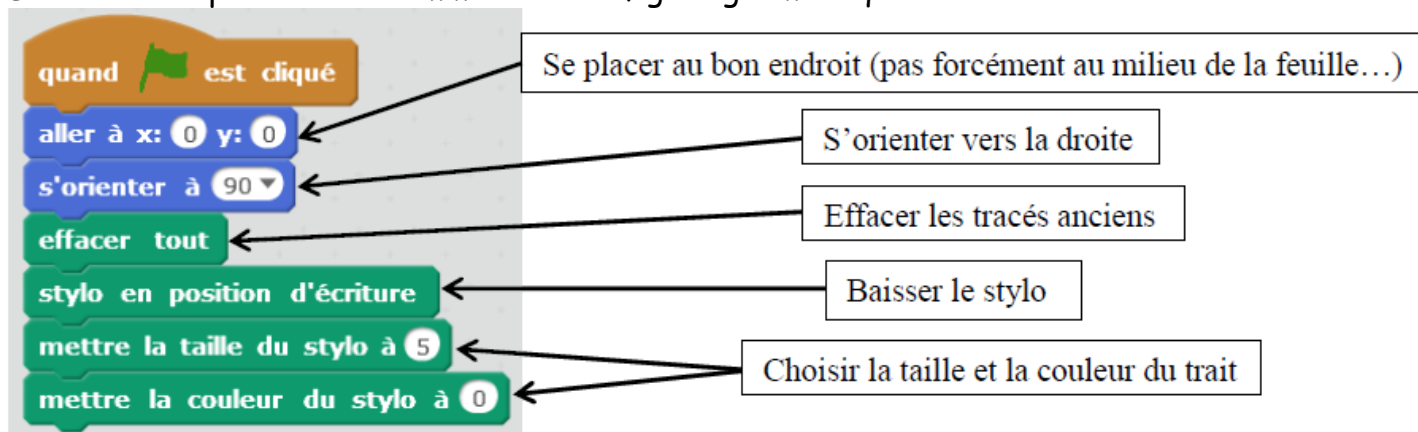 quand est cliqué
Se placer au bon endroit (pas forcément au milieu de la feuille…)
aller à x: 0 y: 0
S’orienter vers la droite
s'orienter à 90
Effacer les tracés anciens
effacer tout
stylo en position d'écriture
Baisser le stylo
mettre la taille du stylo à 5
Choisir la taille et la couleur du trait
mettre la couleur du stylo à 0